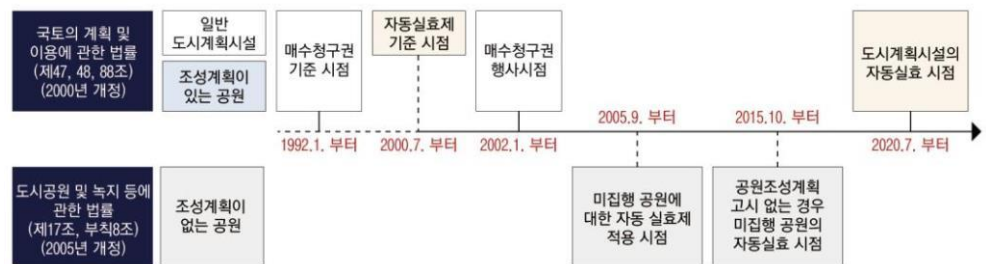 국토의 계획 및
이용에 관한 법률
(제47, 48, 88조)
(2000년 개정)
일반
도시계획시설
조성계획이
있는 공원
매수청구권
기준 시점
자동실효제
기준 시점
매수청구권
행사시점
도시계획시설의
자동실효 시점
2005.9. 부터
2015.10. 부터
1992.1. 부터
2000.7. 부터
2002.1. 부터
2020.7. 부터
도시공원 및 녹지 등에
관한 법률
(제17조, 부칙8조)
(2005년 개정)
조성계획이
없는 공원
미집행 공원에
대한 자동 실효제
적용 시점
공원조성계획
고시 없는 경우
미집행 공원의
자동실효 시점